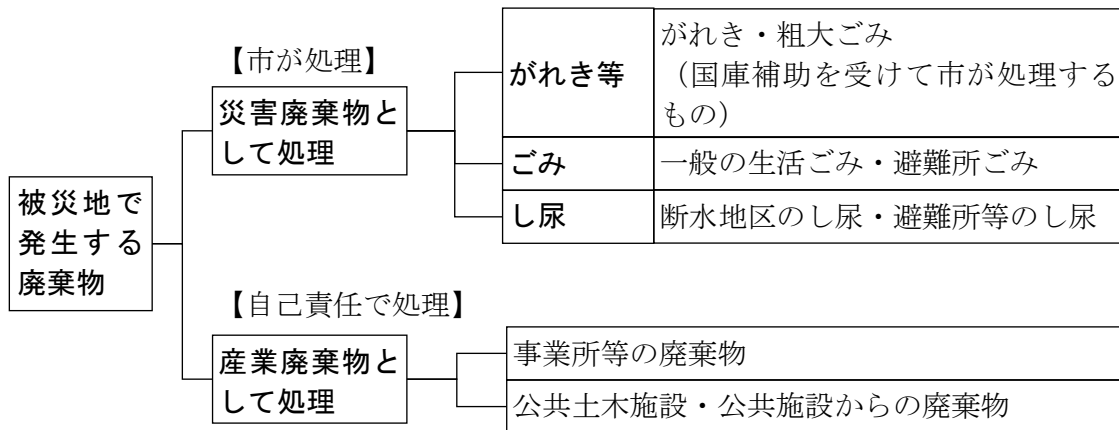 被災地で
発生する
廃棄物
【市が処理】
災害廃棄物と
して処理
がれき等
がれき・粗大ごみ
（国庫補助を受けて市が処理する
もの）
ごみ
一般の生活ごみ・避難所ごみ
し尿
断水地区のし尿・避難所等のし尿
【自己責任で処理】
産業廃棄物と
して処理
事業所等の廃棄物
公共土木施設・公共施設からの廃棄物